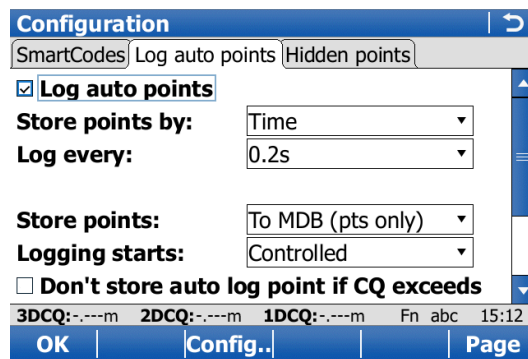 Configuration
SmartCodes Log auto points Hidden points
Log auto points
Store points by: Time
Log every: 0.2s
Store points: To MDB (pts only)
Logging starts: Controlled
Don't store auto log point if CQ exceeds
3DCQ:-.---m 2DCQ:-.---m 1DCQ:-.---m Fn abc 15:12
OK Config.. Page